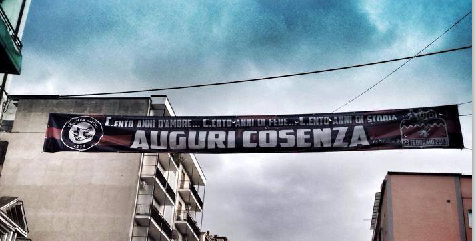 CENTO ANNI D'AMORE... CENTO ANNI DI FEDE... CENTO ANNI DI STORIA
AUGURI COSENZA